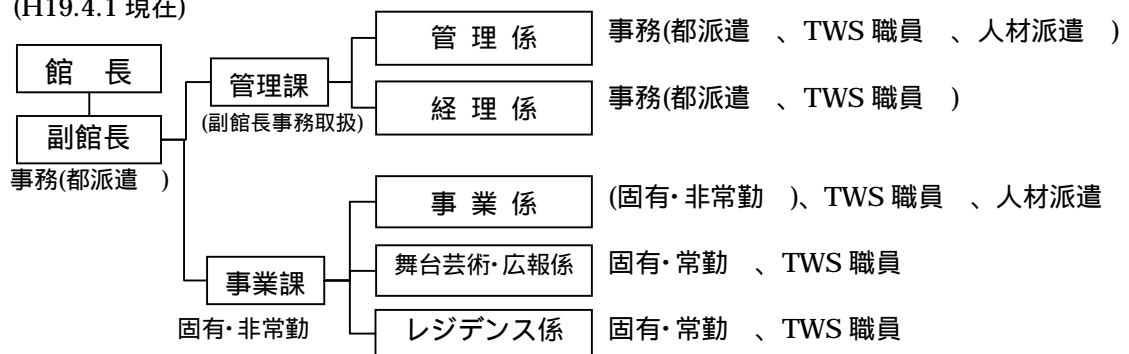 (H19.4.1 現在)
管 理 係 事務(都派遣 、TWS 職員 、人材派遣 )
館 長
管理課
経 理 係 事務(都派遣 、TWS 職員 )
(副館長事務取扱)
副館長
事務(都派遣 )
事 業 係 (固有・非常勤 )、TWS 職員 、人材派遣
舞台芸術・広報係 固有・常勤 、TWS 職員
事業課
固有・非常勤
レジデンス係 固有・常勤 、TWS 職員